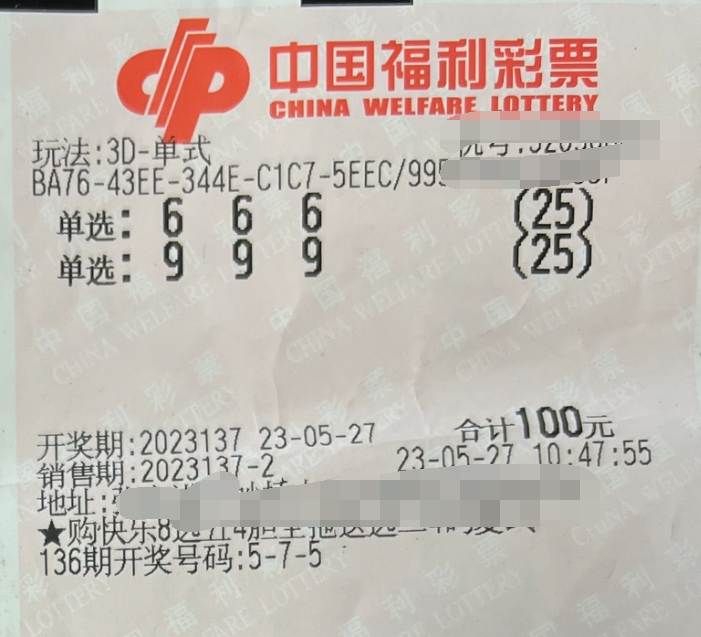 中国福利彩票
CHINA WELFARE LOTTERY
玩法:3D-单式
BA76-43EE-344E-C1C7-5EEC/995
单选: 6 6 6 (25)
单选: 9 9 9 (25)
开奖期:2023137 23-05-27 合计100元
销售期:2023137-2 23-05-27 10:47:55
地址:
★购快乐8选
136期开奖号码:5-7-5